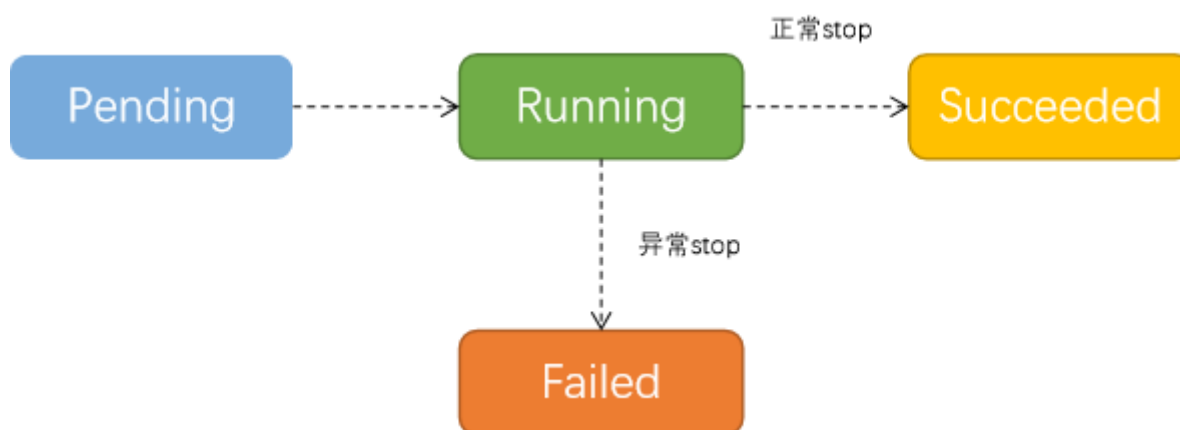 正常stop
Pending
Running
Succeeded
异常stop
Failed